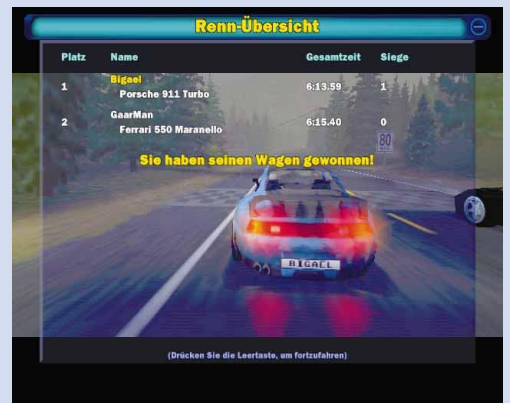 Renn-Übersicht
Platz Name Gesamtzeit Siege
1 Bigael 6:13.59 1
Porsche 911 Turbo
2 GaarMan 6:15.40 0
Ferrari 550 Maranello
80
Sie haben seinen Wagen gewonnen!
BIGAEL
(Drücken Sie die Leertaste, um fortzufahren)